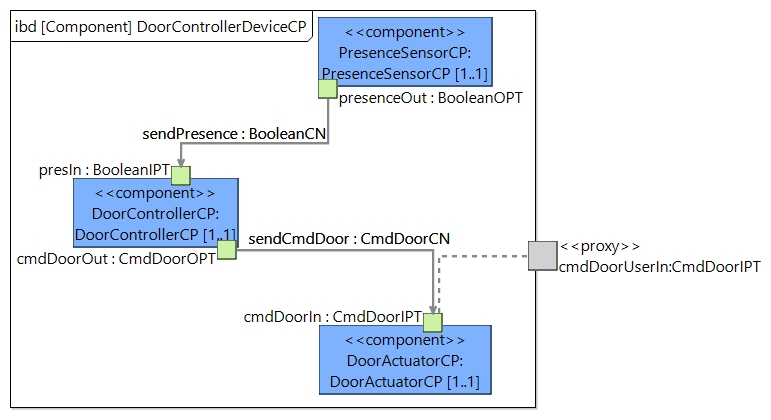 ibd [Component] DoorControllerDeviceCP
<<component>>
PresenceSensorCP:
PresenceSensorCP [1..1]
presenceOut : BooleanOPT
sendPresence : BooleanCN
presIn : BooleanIPT
<<component>>
DoorControllerCP:
DoorControllerCP [1..1]
cmdDoorOut : CmdDoorOPT
sendCmdDoor : CmdDoorCN
<<proxy>>
cmdDoorUserIn:CmdDoorIPT
cmdDoorIn : CmdDoorIPT
<<component>>
DoorActuatorCP:
DoorActuatorCP [1..1]